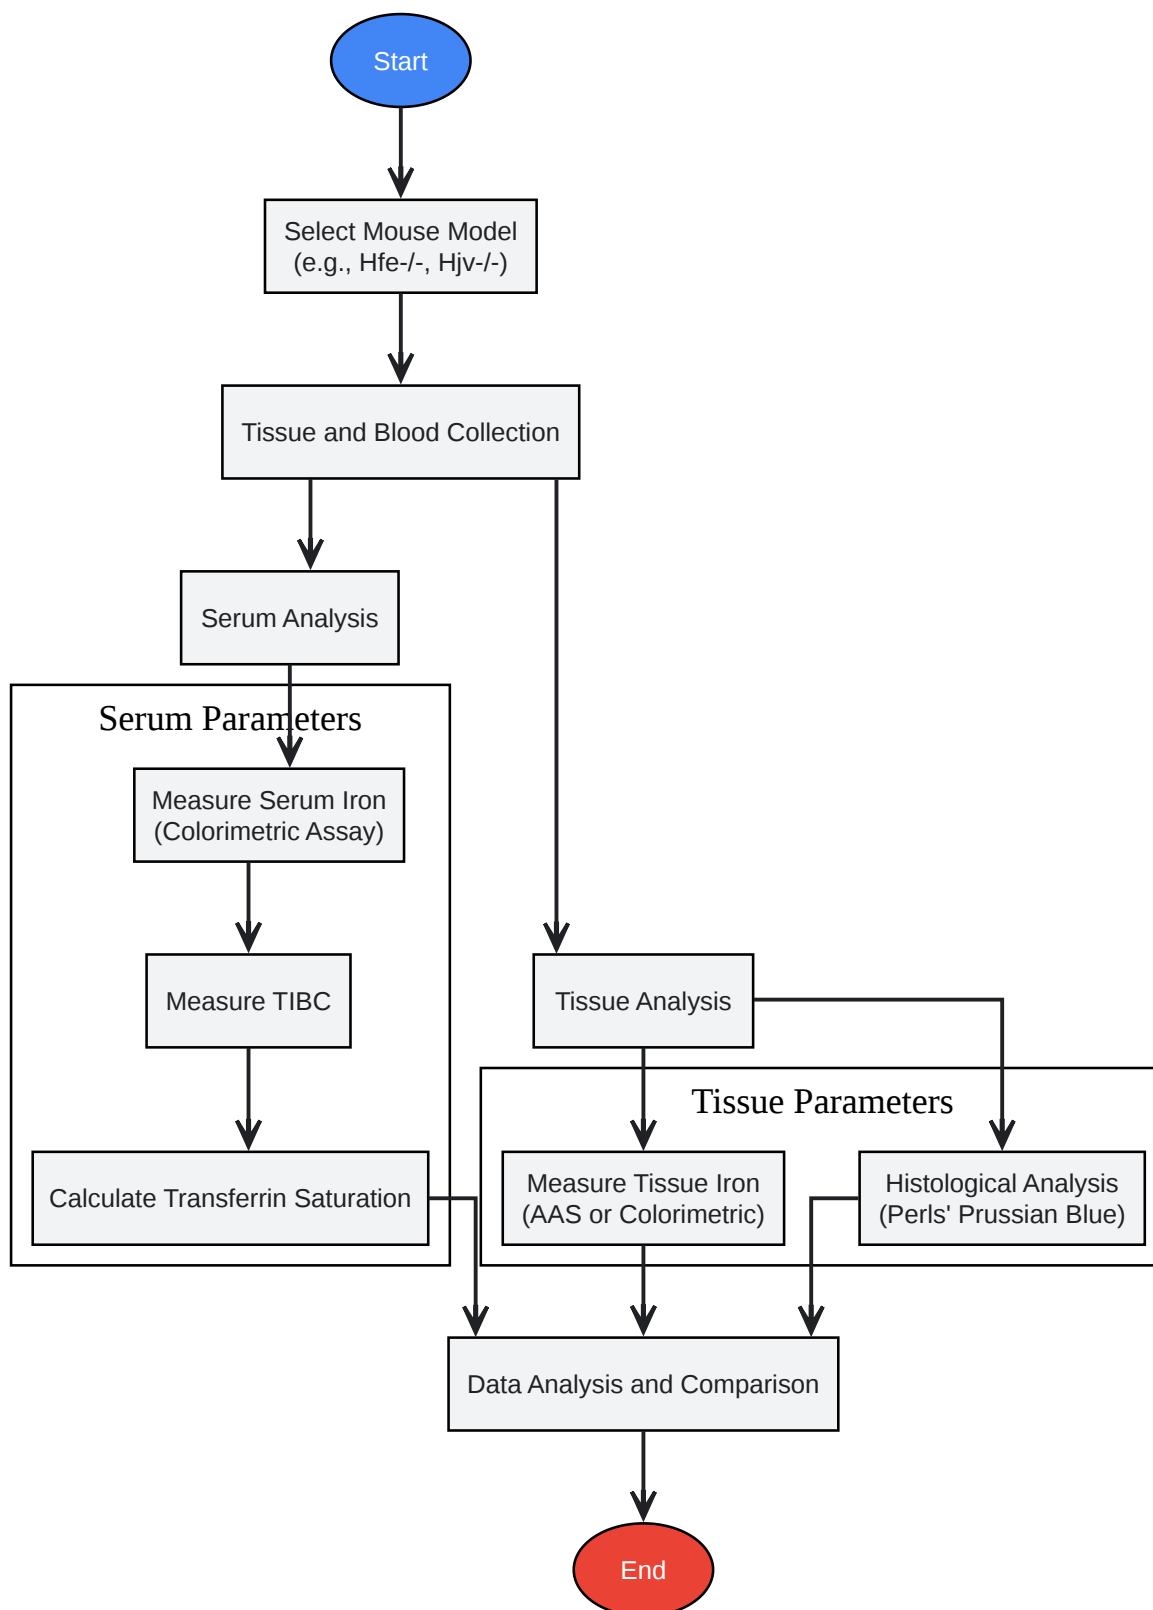 Start
Select Mouse Model
(e.g., Hfe-/-, Hjv-/-)
Tissue and Blood Collection
Serum Analysis
Serum Parameters
Measure Serum Iron
(Colorimetric Assay)
Measure TIBC
Calculate Transferrin Saturation
Tissue Analysis
Tissue Parameters
Measure Tissue Iron
(AAS or Colorimetric)
Histological Analysis
(Perls' Prussian Blue)
Data Analysis and Comparison
End